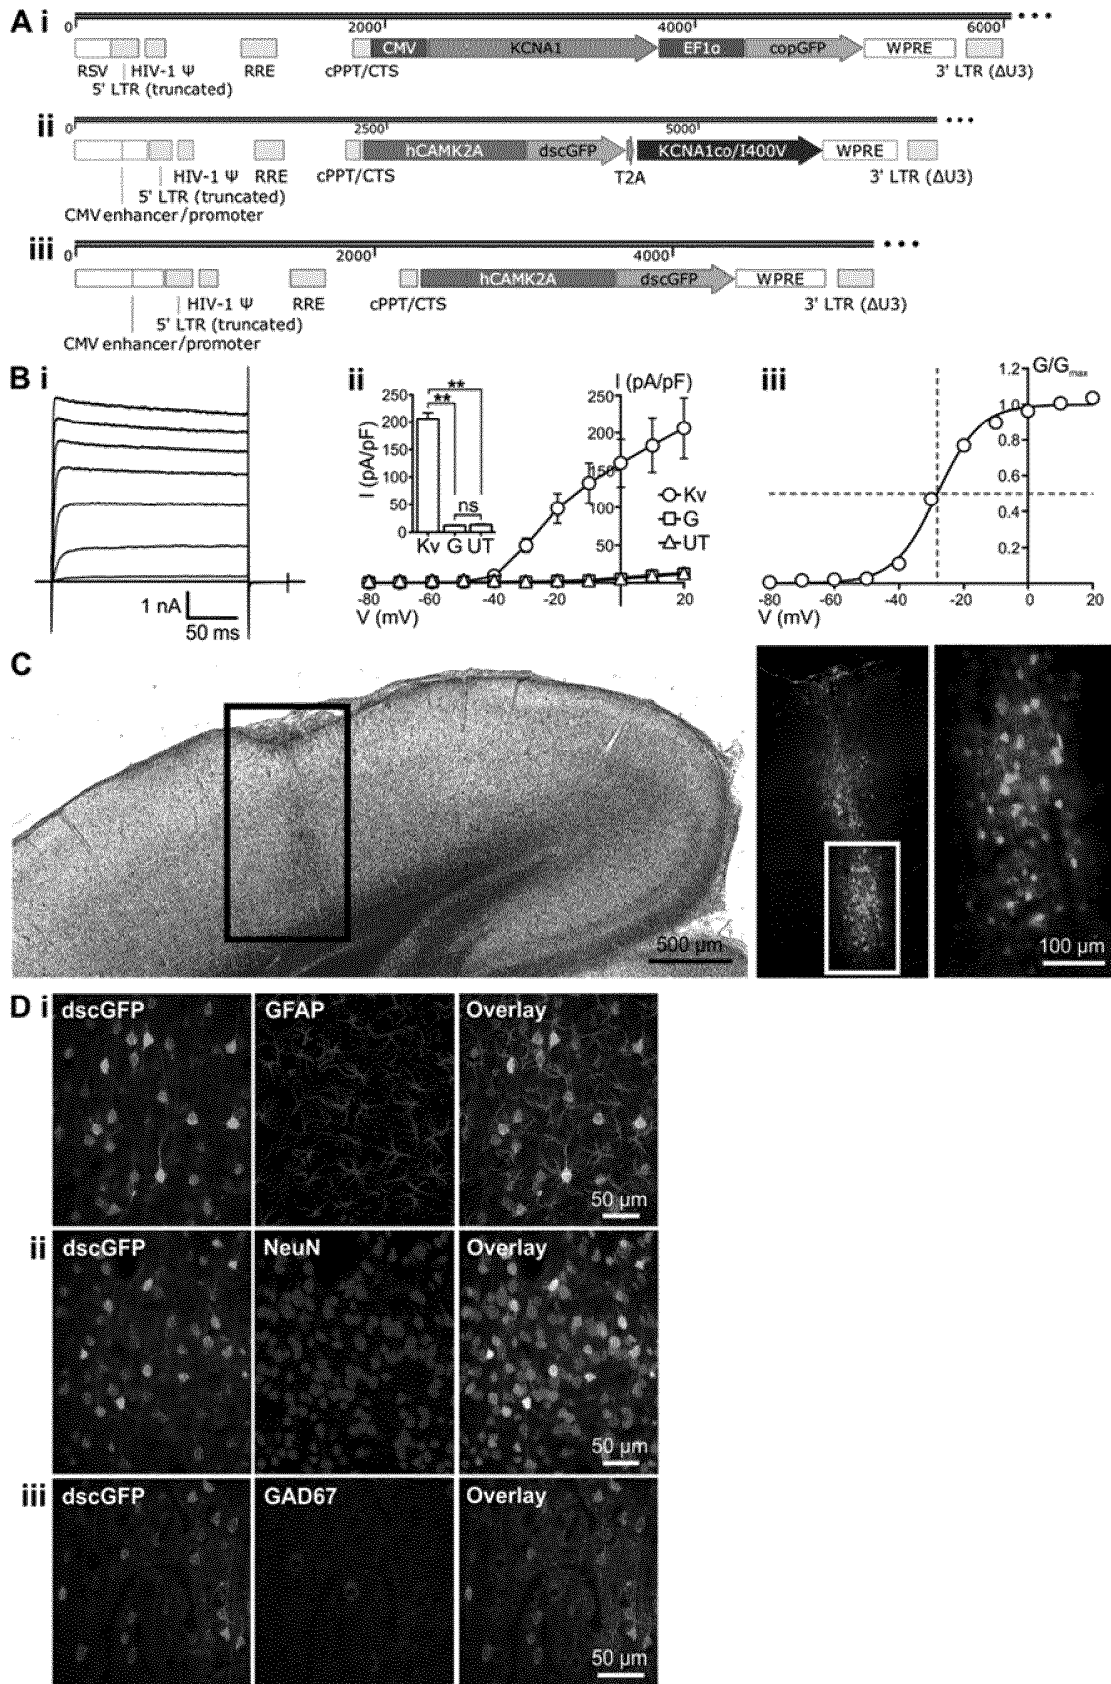 A i
0 2000 4000 6000
CMV KCNA1 EF1α copGFP WPRE
RSV HIV-1 Ψ RRE cPPT/CTS 3' LTR (ΔU3)
5' LTR (truncated)
ii
0 2500 5000
hCAMK2A dscGFP KCNA1co/I400V WPRE
HIV-1 Ψ RRE cPPT/CTS T2A 3' LTR (ΔU3)
5' LTR (truncated)
CMV enhancer/promoter
iii
0 2000 4000
hCAMK2A dscGFP WPRE
HIV-1 Ψ RRE cPPT/CTS 3' LTR (ΔU3)
5' LTR (truncated)
CMV enhancer/promoter
B i
1 nA
50 ms
ii
I (pA/pF)
250
200
150
100
50
0
** 
**
ns
Kv G UT
I (pA/pF)
250
200
150
100
50
Kv
G
UT
-80 -60 -40 -20 0 20
V (mV)
iii
G/Gmax
1.2
1.0
0.8
0.6
0.4
0.2
-80 -60 -40 -20 0 20
V (mV)
C
500 µm
100 µm
D i
dscGFP GFAP Overlay
50 µm
ii
dscGFP NeuN Overlay
50 µm
iii
dscGFP GAD67 Overlay
50 µm